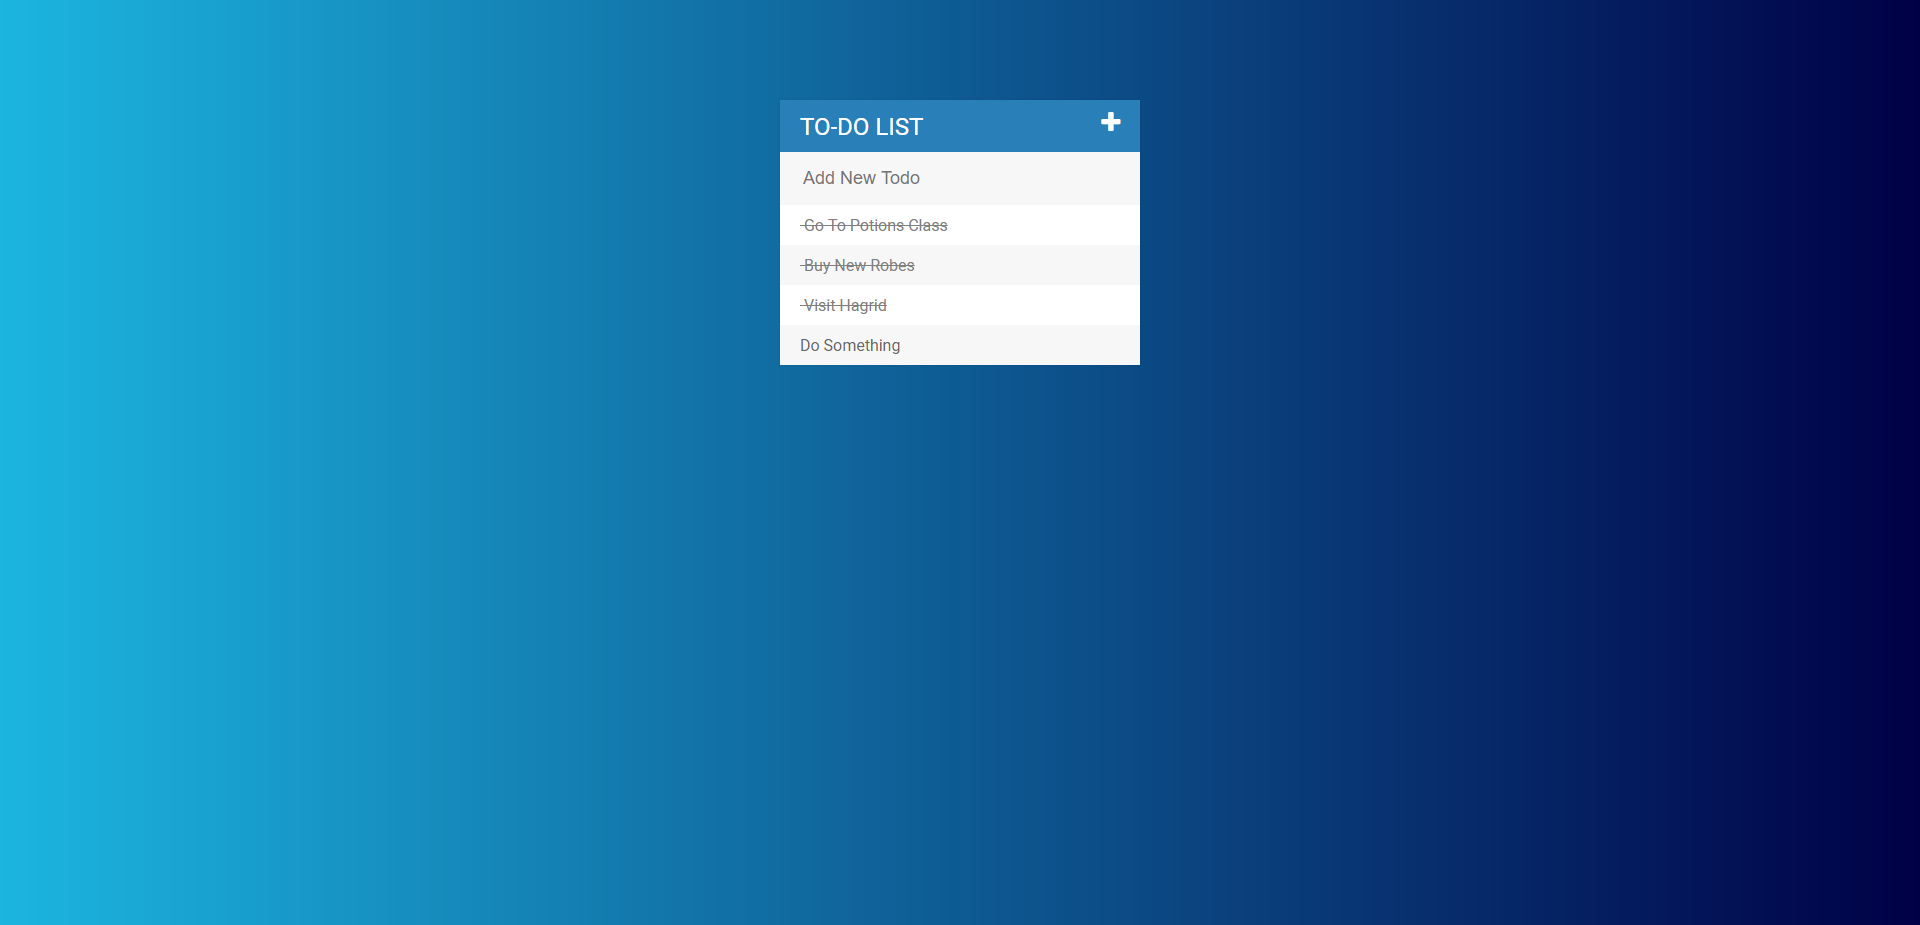 TO-DO LIST
Add New Todo
Go To Potions Class
Buy New Robes
Visit Hagrid
Do Something